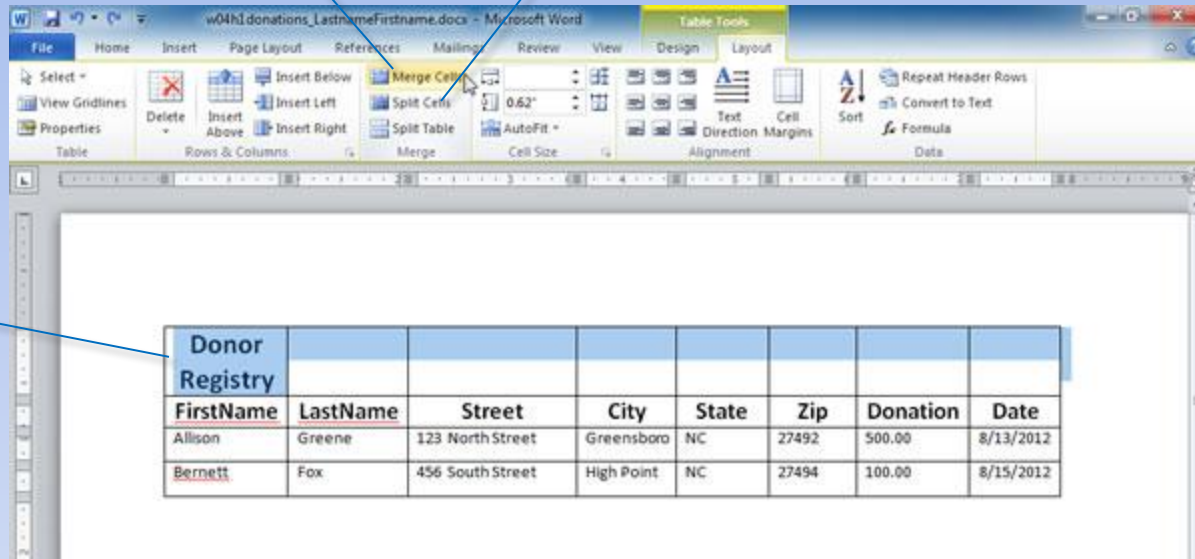 w04h1donations_LastnameFirstname.docx - Microsoft Word Table Tools
File Home Insert Page Layout References Mailings Review View Design Layout
Select Insert Below Merge Cells Repeat Header Rows
View Gridlines Insert Left Split Cells 0.62" Convert to Text
Properties Delete Insert Above Insert Right Split Table AutoFit Text Direction Cell Margins Sort Formula
Table Rows & Columns Merge Cell Size Alignment Data
Donor
Registry
FirstName LastName Street City State Zip Donation Date
Allison Greene 123 North Street Greensboro NC 27492 500.00 8/13/2012
Bernett Fox 456 South Street High Point NC 27494 100.00 8/15/2012